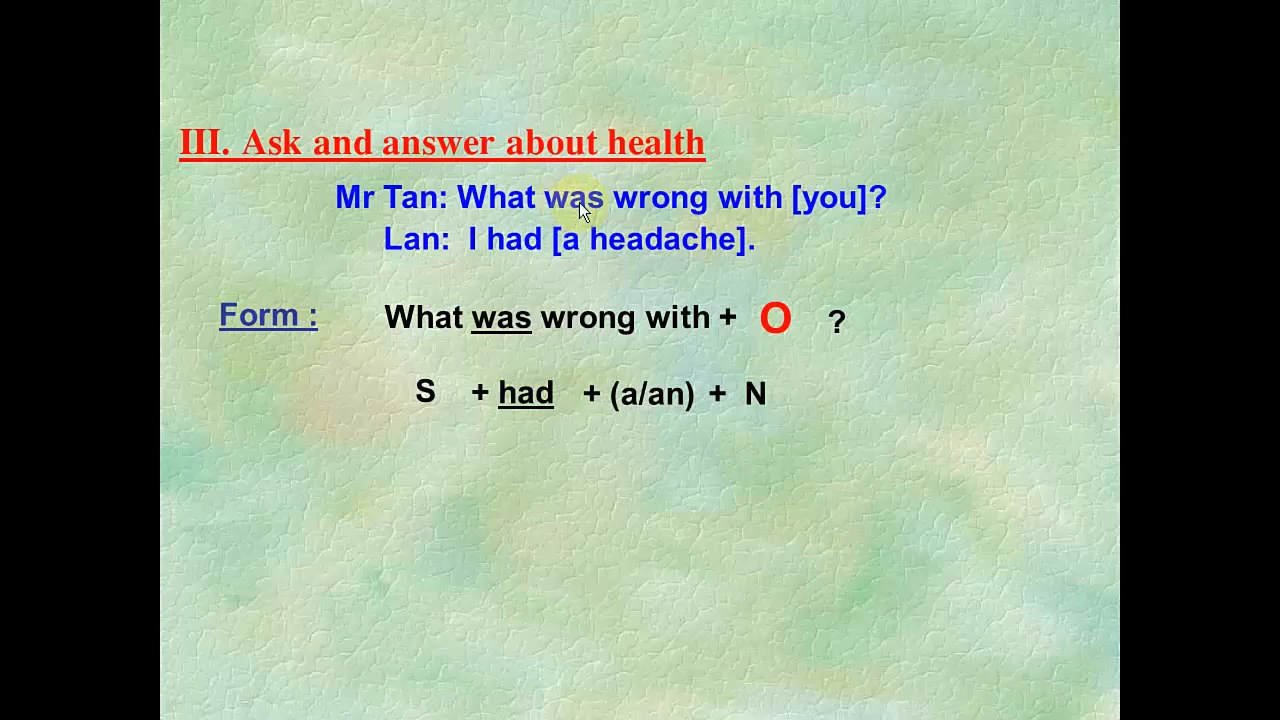 III. Ask and answer about health
Mr Tan: What was wrong with [you]?
Lan: I had [a headache].
Form : What was wrong with + O ?
S + had + (a/an) + N